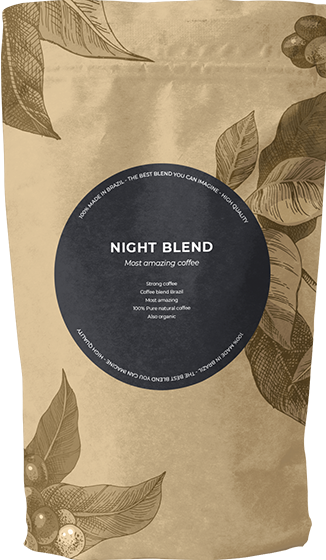 100% MADE IN BRAZIL - THE BEST BLEND YOU CAN IMAGINE - HIGH QUALITY
NIGHT BLEND
Most amazing coffee
Strong coffee
Coffee blend Brazil
Most amazing
100% Pure natural coffee
Also organic
100% MADE IN BRAZIL - THE BEST BLEND YOU CAN IMAGINE - HIGH QUALITY